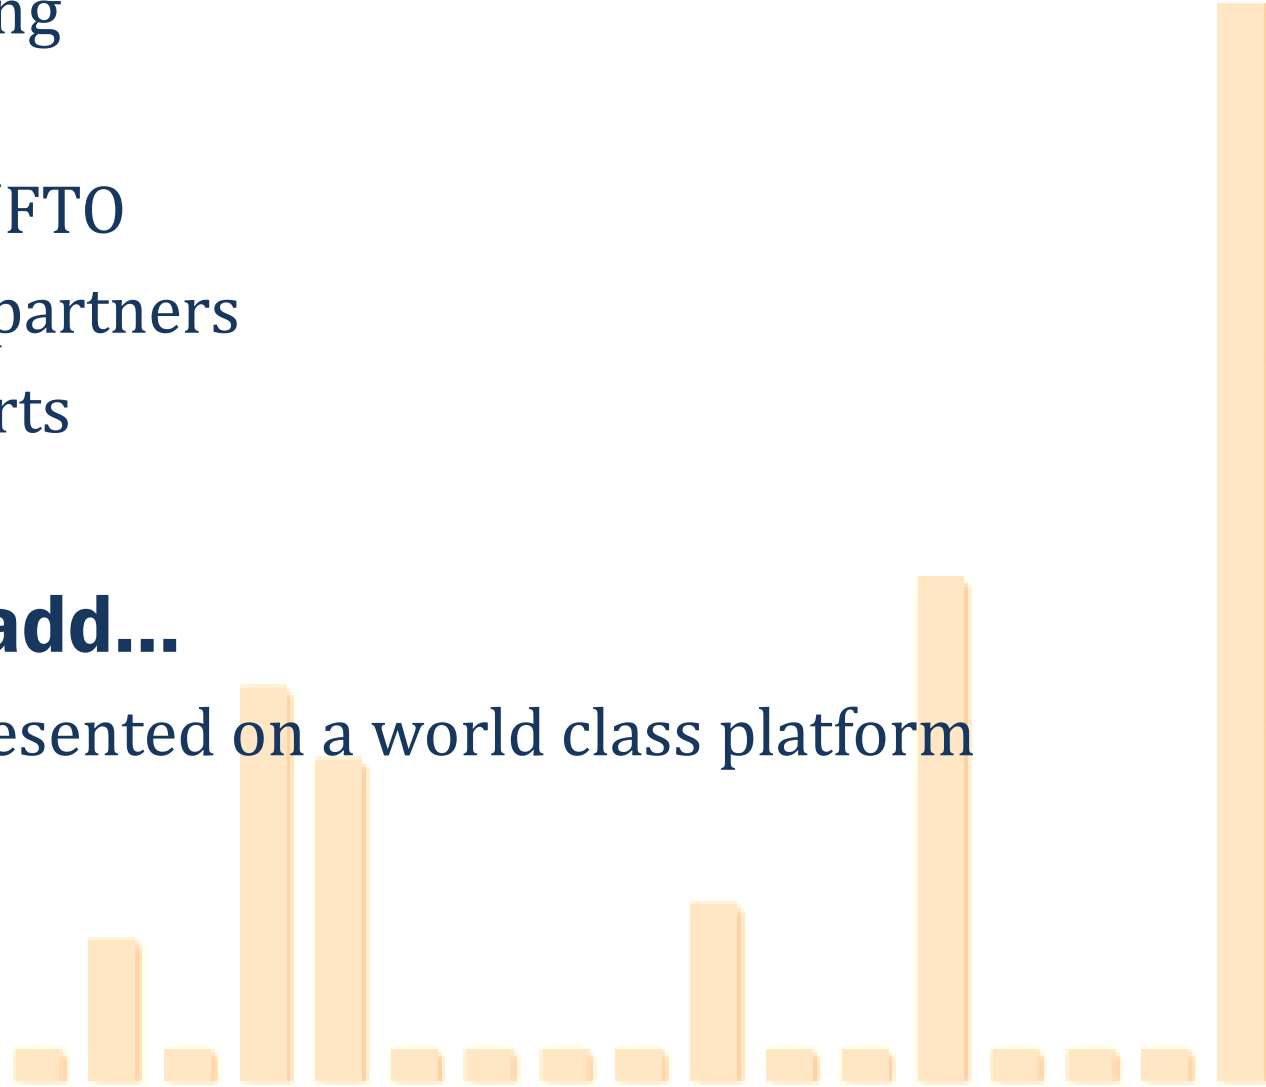 ng
/FTO
partners
rts
add...
esented on a world class platform